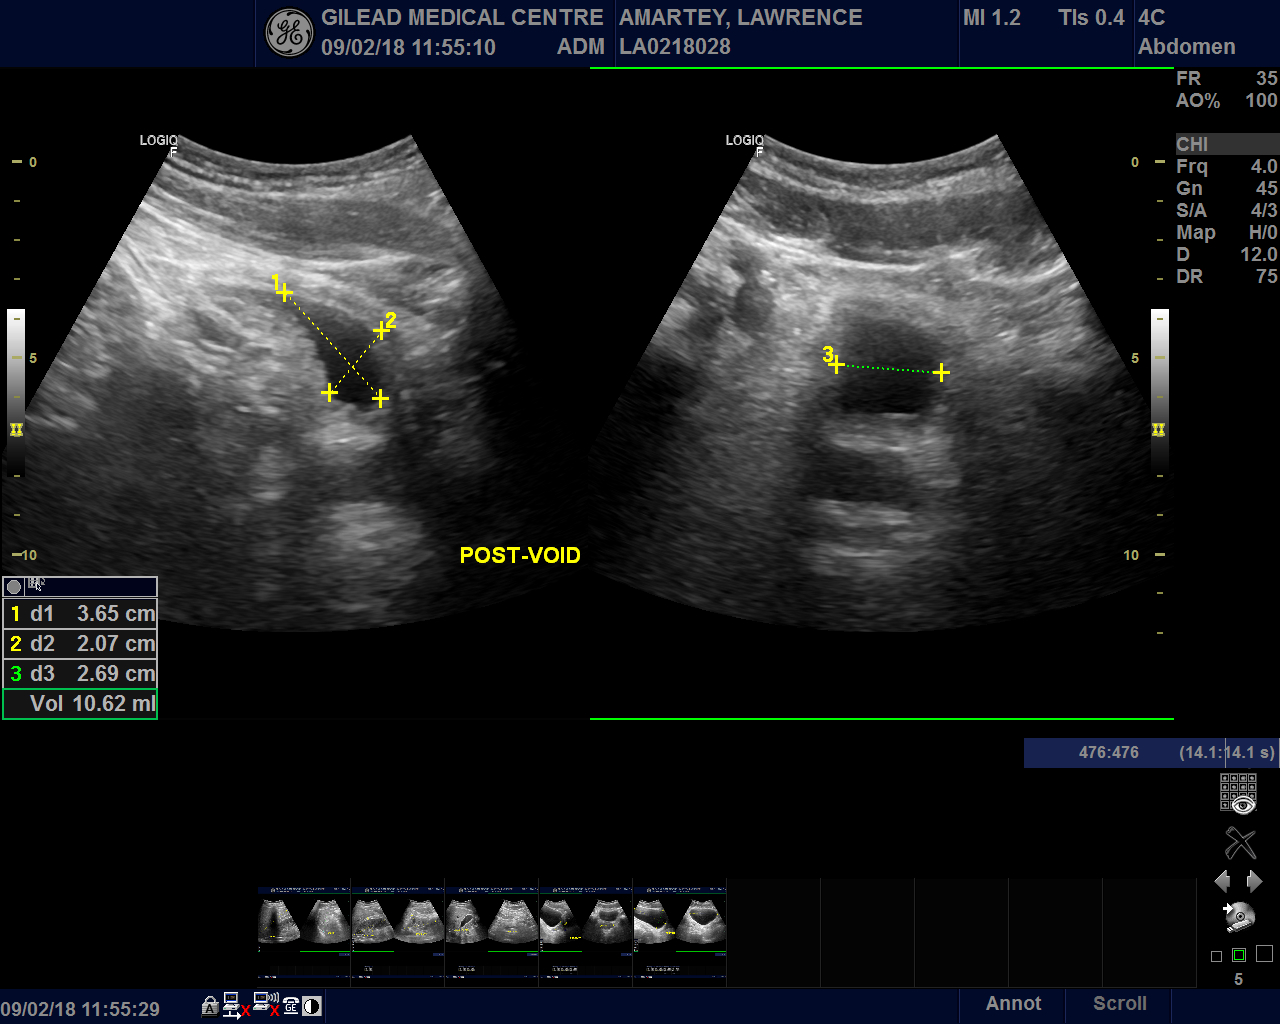 GILEAD MEDICAL CENTRE
09/02/18 11:55:10 ADM
AMARTEY, LAWRENCE
LA0218028
MI 1.2 TIs 0.4
4C
Abdomen
FR 35
AO% 100
CHI
Frq 4.0
Gn 45
S/A 4/3
Map H/0
D 12.0
DR 75
LOGIQ
F
LOGIQ
F
0
5
10
0
5
10
1
2
3
POST-VOID
1 d1 3.65 cm
2 d2 2.07 cm
3 d3 2.69 cm
Vol 10.62 ml
476:476 (14.1:14.1 s)
5
09/02/18 11:55:29
Annot
Scroll